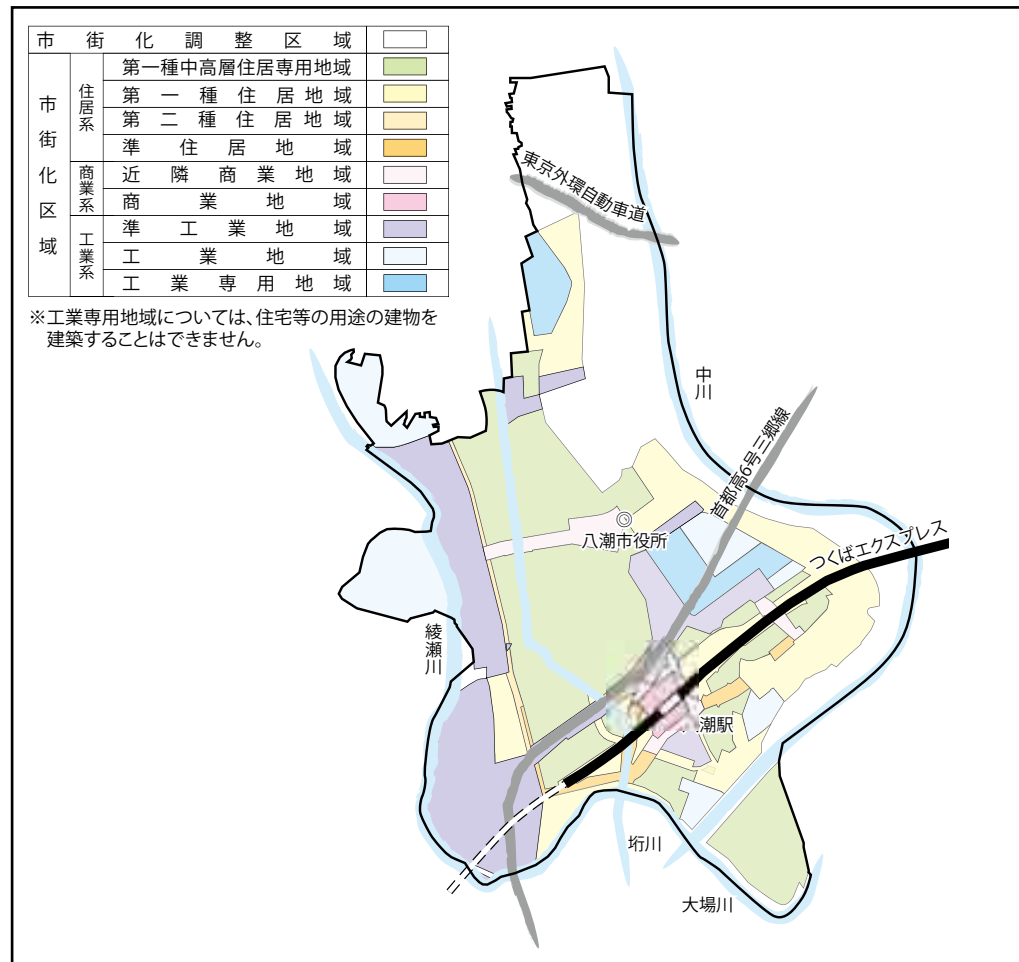 市街化調整区域
市街化区域
住居系
第一種中高層住居専用地域
第一種住居地域
第二種住居地域
準住居地域
商業系
近隣商業地域
商業地域
工業系
準工業地域
工業地域
工業専用地域
※工業専用地域については、住宅等の用途の建物を
建築することはできません。
東京外環自動車道
中川
首都高6号三郷線
八潮市役所
つくばエクスプレス
綾瀬川
潮駅
垳川
大場川